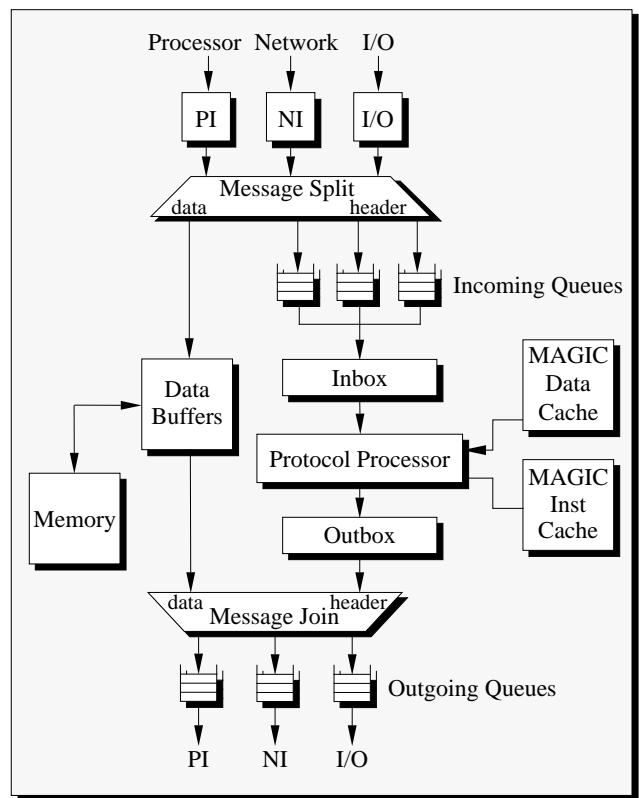 Processor Network I/O
PI NI I/O
Message Split
data header
Incoming Queues
Inbox
MAGIC
Data
Cache
Data
Buffers
Protocol Processor
Memory
MAGIC
Inst
Cache
Outbox
data header
Message Join
Outgoing Queues
PI NI I/O